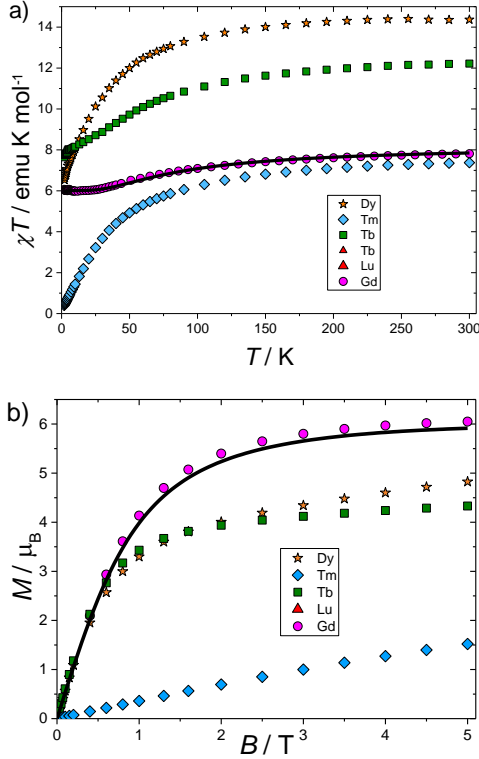 a)
16
14
12
10
8
6
4
2
0
χT / emu K mol⁻¹
Dy
Tm
Tb
Tb
Lu
Gd
0 50 100 150 200 250 300
T / K
b)
7
6
5
4
3
2
1
0
M / μB
Dy
Tm
Tb
Lu
Gd
0 1 2 3 4 5
B / T